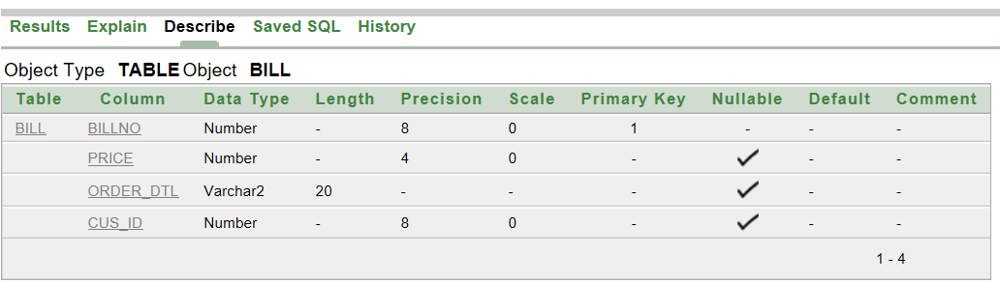 Results Explain Describe Saved SQL History
Object Type TABLE Object BILL
Table Column Data Type Length Precision Scale Primary Key Nullable Default Comment
BILL BILLNO Number - 8 0 1 - - -
PRICE Number - 4 0 - - -
ORDER_DTL Varchar2 20 - - - - -
CUS_ID Number - 8 0 - - -
1 - 4